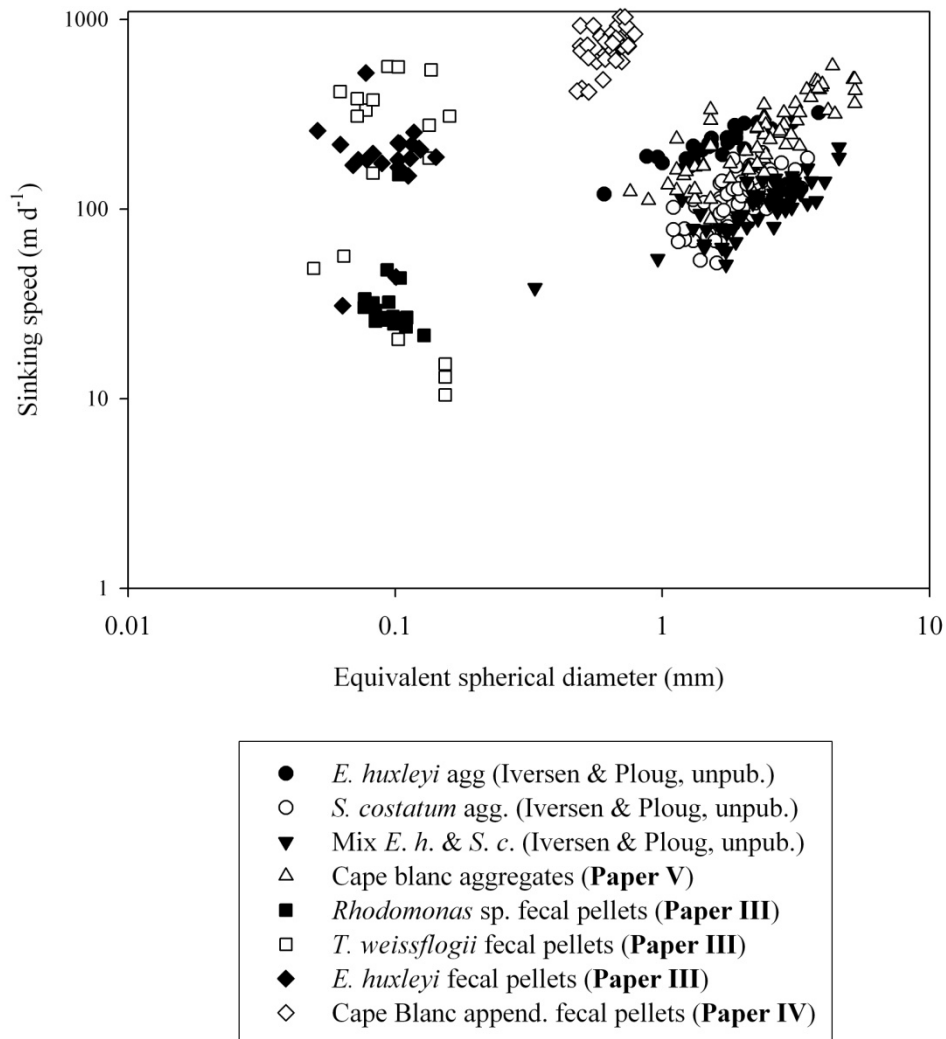 1000
100
10
1
Sinking speed (m d⁻¹)
0.01 0.1 1 10
Equivalent spherical diameter (mm)
E. huxleyi agg (Iversen & Ploug, unpub.)
S. costatum agg. (Iversen & Ploug, unpub.)
Mix E. h. & S. c. (Iversen & Ploug, unpub.)
Cape blanc aggregates (Paper V)
Rhodomonas sp. fecal pellets (Paper III)
T. weissflogii fecal pellets (Paper III)
E. huxleyi fecal pellets (Paper III)
Cape Blanc append. fecal pellets (Paper IV)